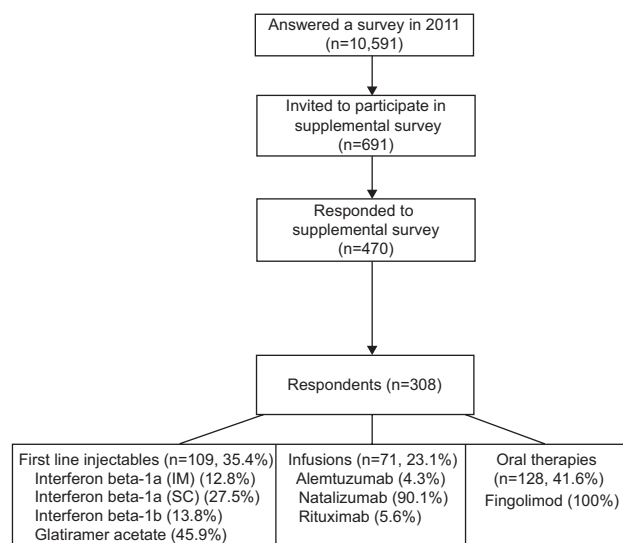 Answered a survey in 2011
(n=10,591)
Invited to participate in
supplemental survey
(n=691)
Responded to
supplemental survey
(n=470)
Respondents (n=308)
First line injectables (n=109, 35.4%)
Interferon beta-1a (IM) (12.8%)
Interferon beta-1a (SC) (27.5%)
Interferon beta-1b (13.8%)
Glatiramer acetate (45.9%)
Infusions (n=71, 23.1%)
Alemtuzumab (4.3%)
Natalizumab (90.1%)
Rituximab (5.6%)
Oral therapies
(n=128, 41.6%)
Fingolimod (100%)